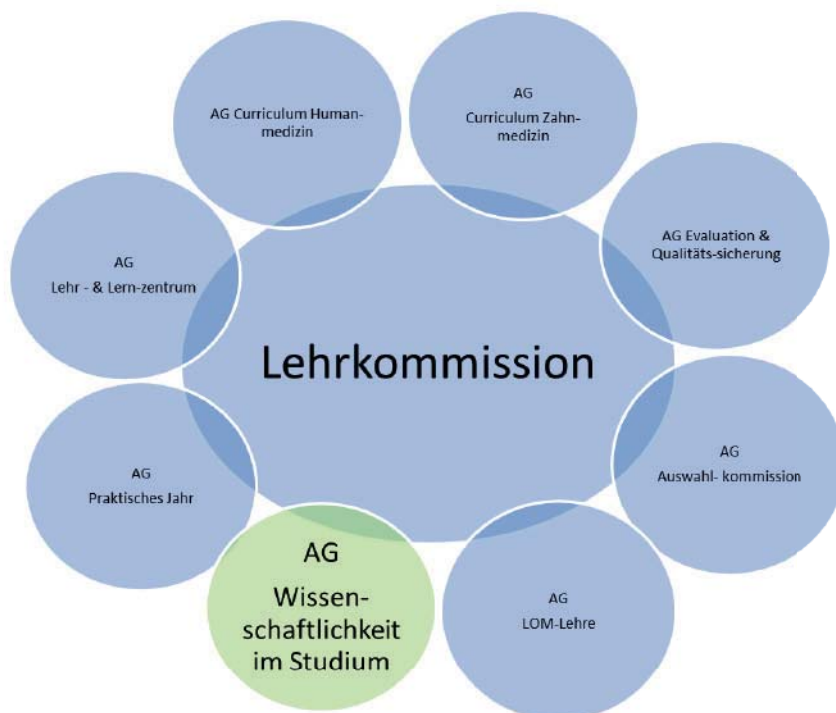 AG Curriculum Human-
medizin
AG
Curriculum Zahn-
medizin
AG Evaluation &
Qualitäts-sicherung
AG
Lehr - & Lern-zentrum
Lehrkommission
AG
Auswahl- kommission
AG
Praktisches Jahr
AG
Wissen-
schaftlichkeit
im Studium
AG
LOM-Lehre